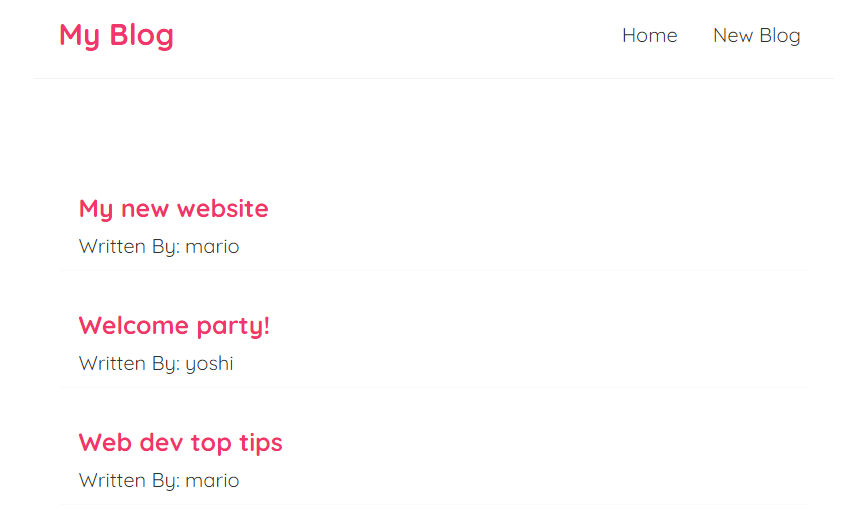 My Blog
Home New Blog
My new website
Written By: mario
Welcome party!
Written By: yoshi
Web dev top tips
Written By: mario